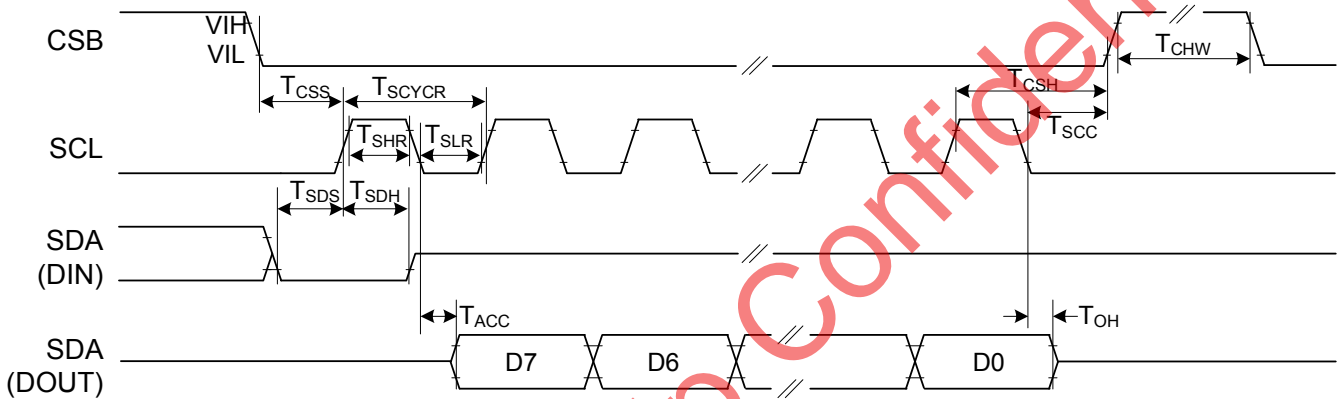 CSB
VIH
VIL
TCHW
TCSS
TSCYCR
TCSH
SCL
TSHR
TSLR
TSCC
TSDS
TSDH
SDA
(DIN)
TACC
TOH
SDA
(DOUT)
D7
D6
D0
Confident